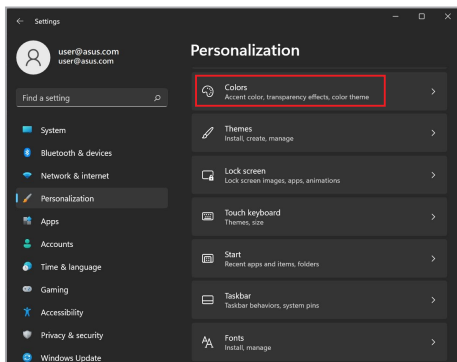 Settings
user@asus.com
user@asus.com
Find a setting
System
Bluetooth & devices
Network & internet
Personalization
Apps
Accounts
Time & language
Gaming
Accessibility
Privacy & security
Windows Update
Personalization
Colors
Accent color, transparency effects, color theme
Themes
Install, create, manage
Lock screen
Lock screen images, apps, animations
Touch keyboard
Themes, size
Start
Recent apps and items, folders
Taskbar
Taskbar behaviors, system pins
Fonts
Install, manage